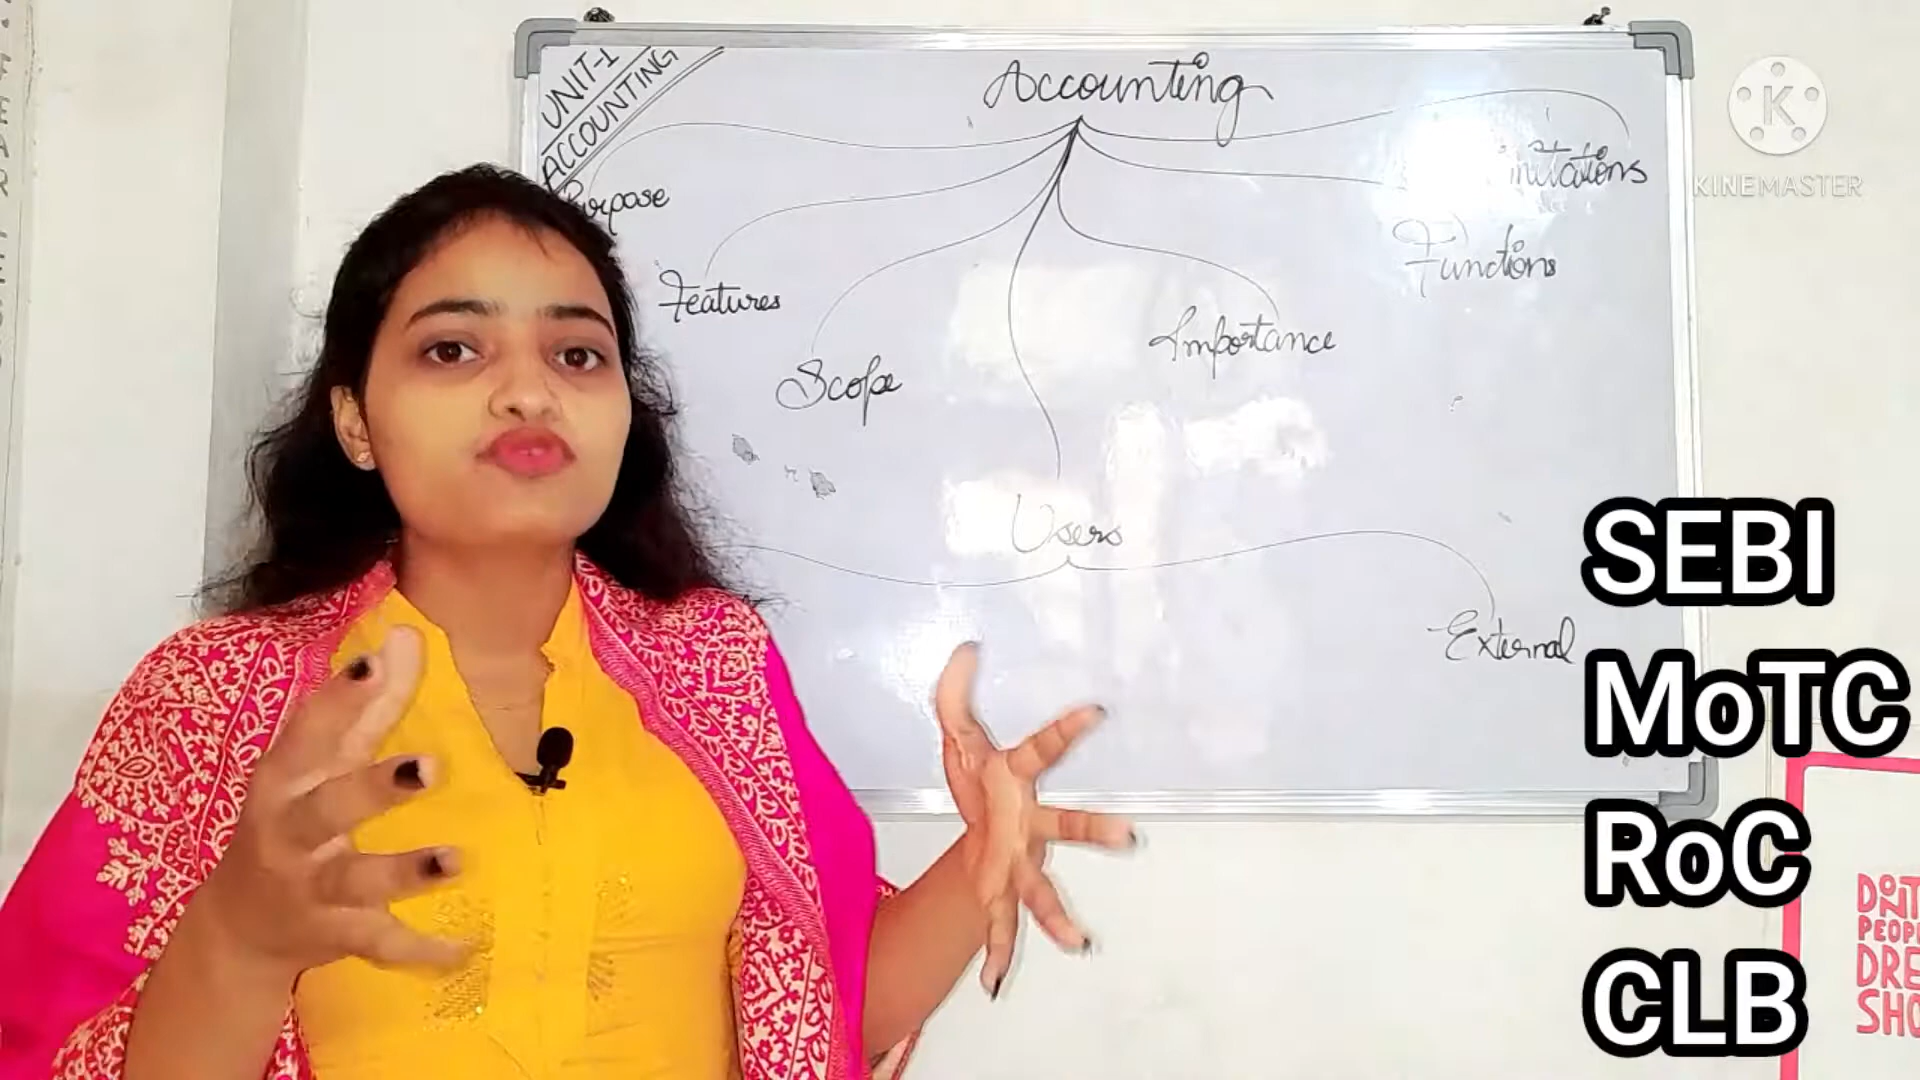 UNIT-1
ACCOUNTING
Accounting
Purpose
Features
Scope
Users
Importance
Functions
External
KINEMASTER
SEBI
MoTC
RoC
CLB